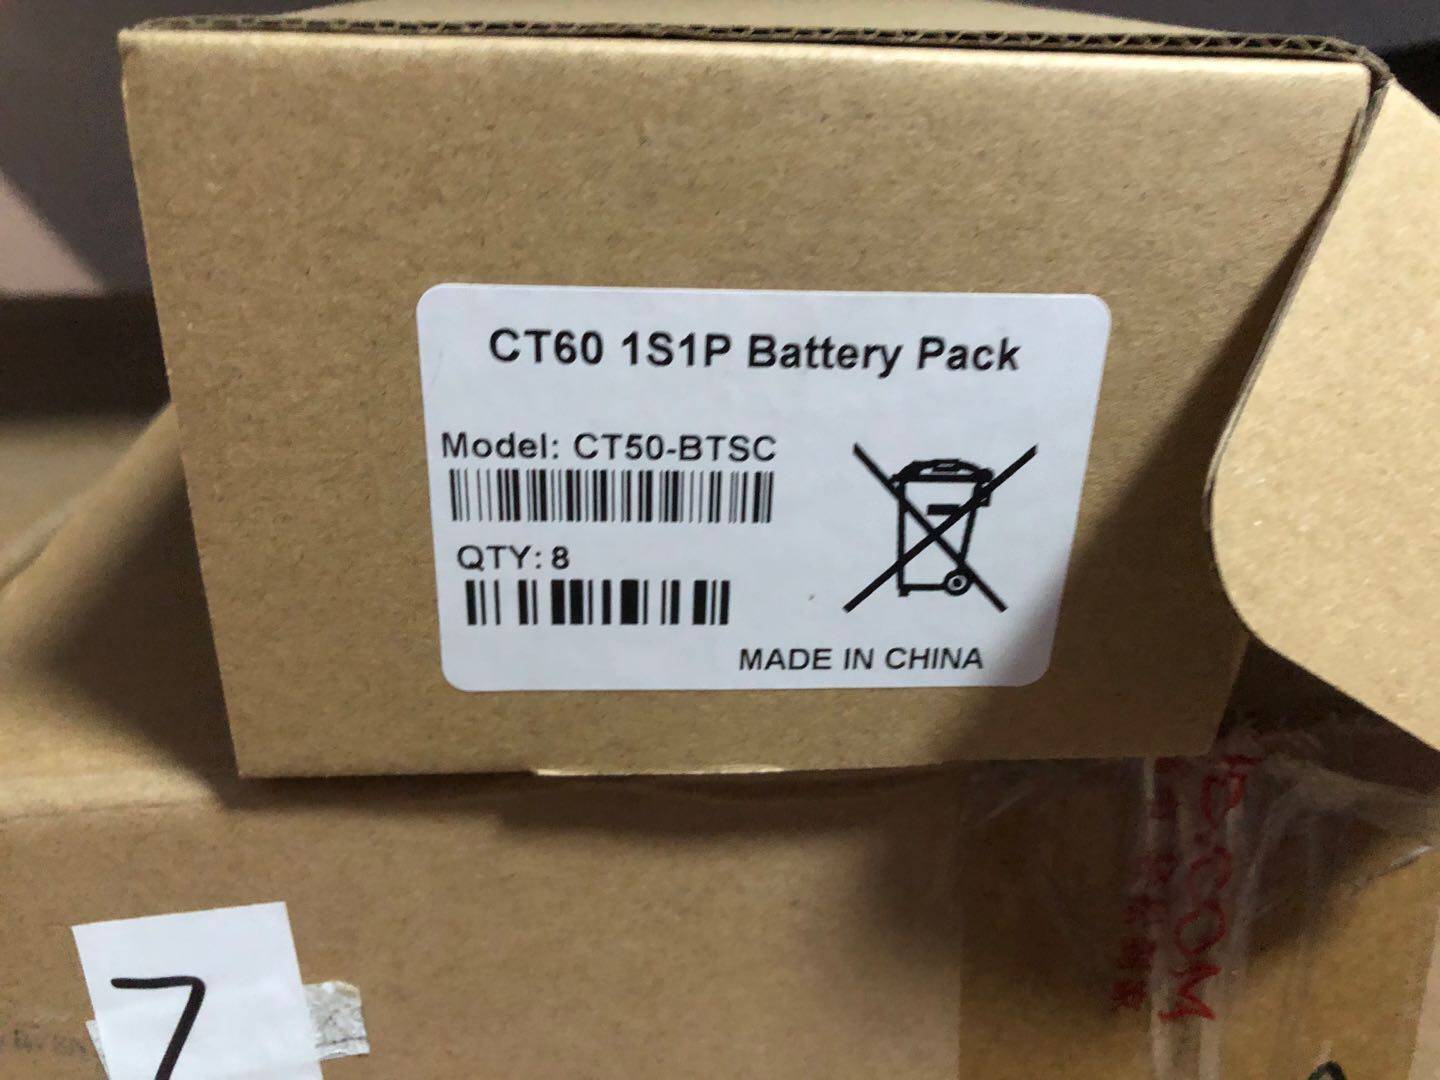 CT60 1S1P Battery Pack
Model: CT50-BTSC
QTY: 8
MADE IN CHINA
7